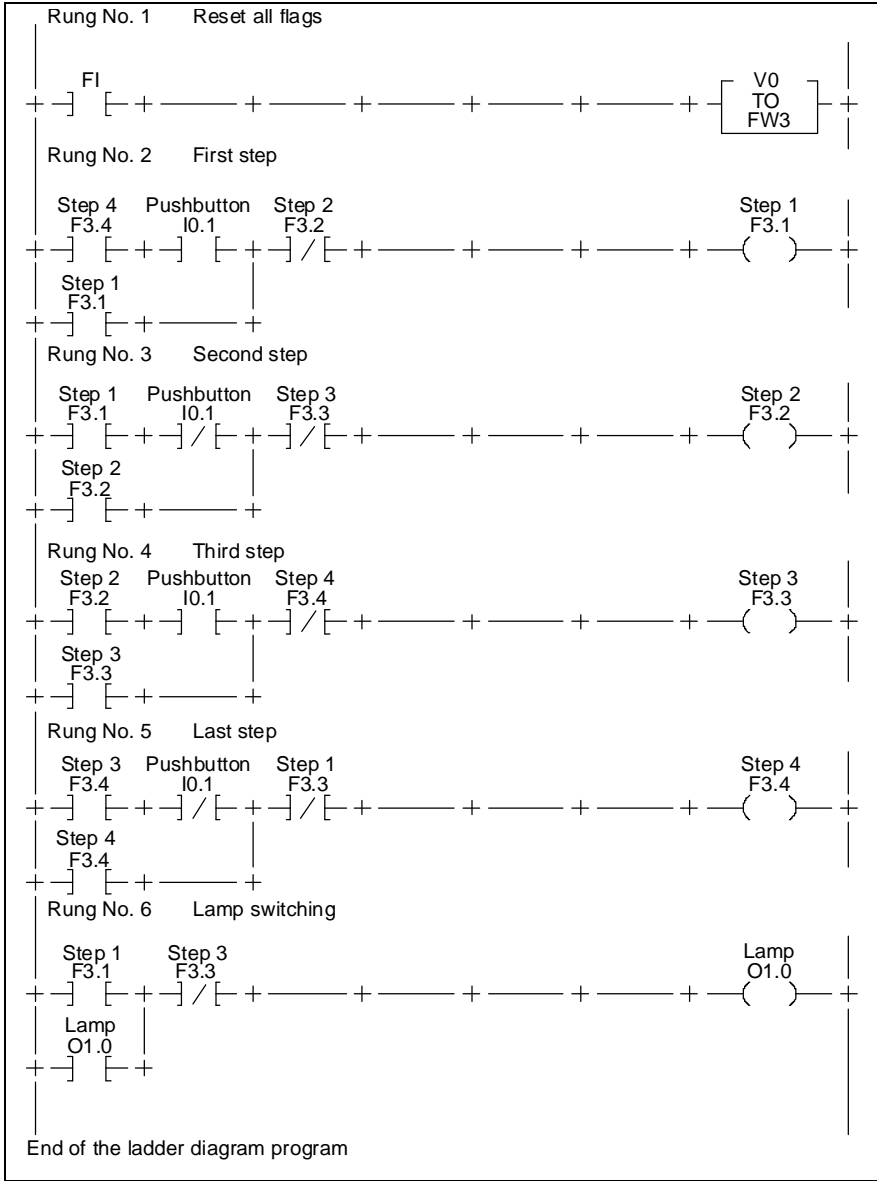 Rung No. 1 Reset all flags
FI V0
TO
FW3
Rung No. 2 First step
Step 4 Pushbutton Step 2 Step 1
F3.4 I0.1 F3.2 F3.1
Step 1
F3.1
Rung No. 3 Second step
Step 1 Pushbutton Step 3 Step 2
F3.1 I0.1 F3.3 F3.2
Step 2
F3.2
Rung No. 4 Third step
Step 2 Pushbutton Step 4 Step 3
F3.2 I0.1 F3.4 F3.3
Step 3
F3.3
Rung No. 5 Last step
Step 3 Pushbutton Step 1 Step 4
F3.4 I0.1 F3.3 F3.4
Step 4
F3.4
Rung No. 6 Lamp switching
Step 1 Step 3 Lamp
F3.1 F3.3 O1.0
Lamp
O1.0
End of the ladder diagram program